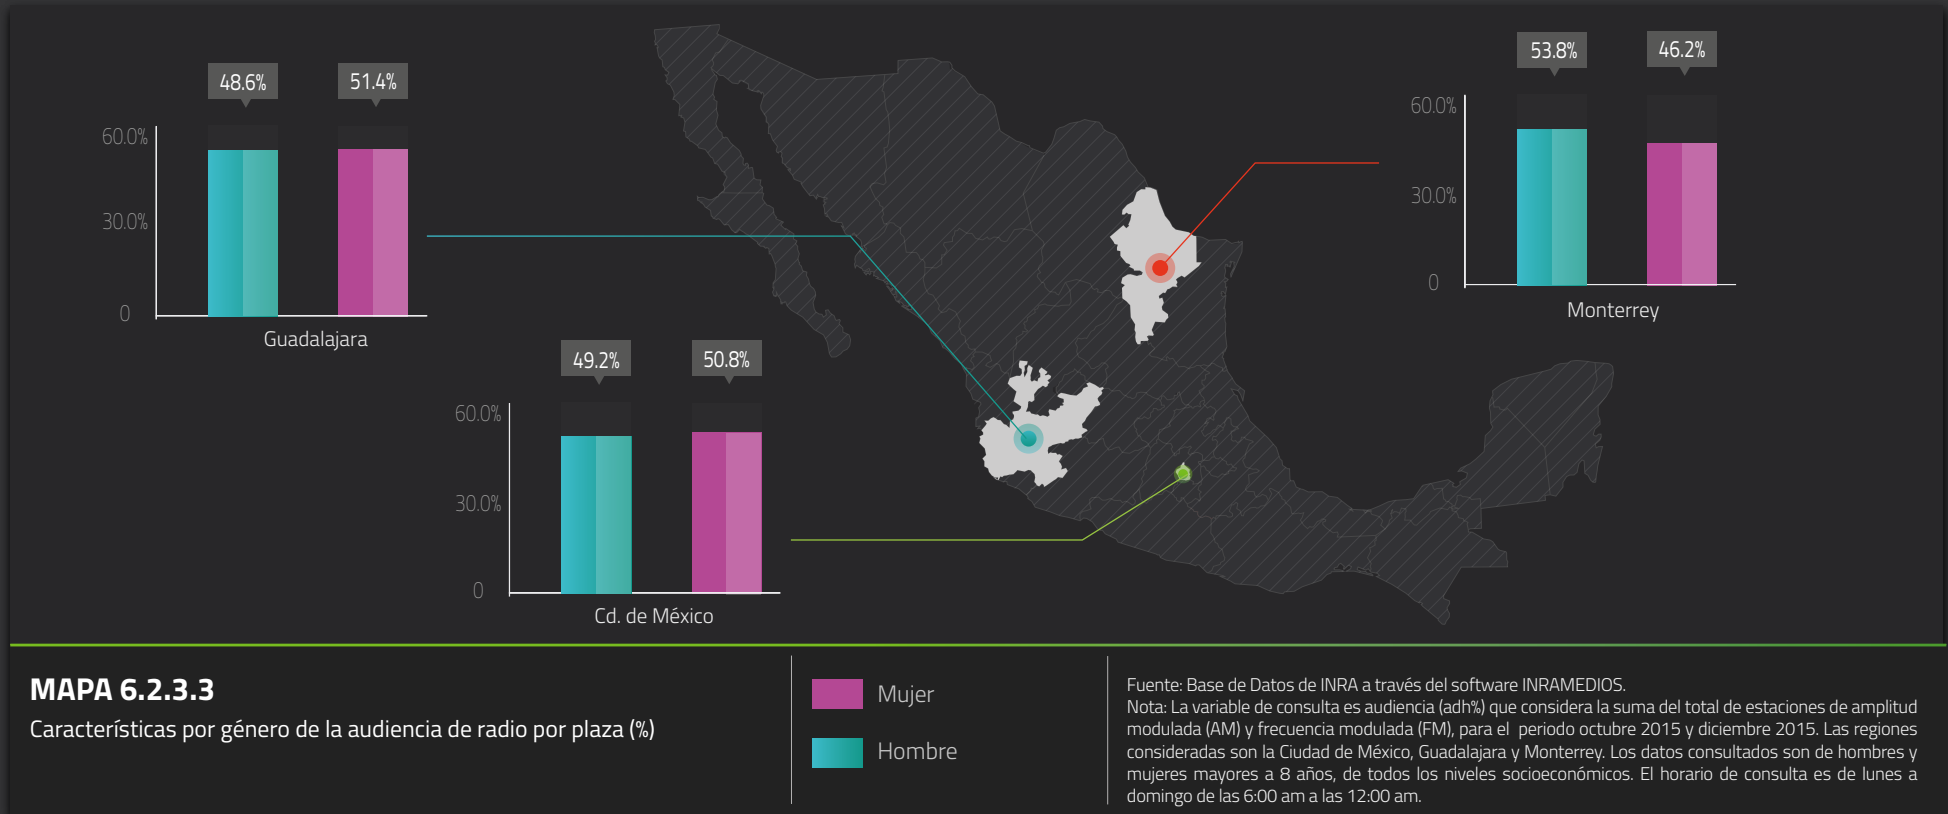 48.6%
51.4%
60.0%
30.0%
0
Guadalajara
49.2%
50.8%
60.0%
30.0%
0
Cd. de México
53.8%
46.2%
60.0%
30.0%
0
Monterrey
MAPA 6.2.3.3
Características por género de la audiencia de radio por plaza (%)
Mujer
Hombre
Fuente: Base de Datos de INRA a través del software INRAMEDIOS.
Nota: La variable de consulta es audiencia (adh%) que considera la suma del total de estaciones de amplitud
modulada (AM) y frecuencia modulada (FM), para el periodo octubre 2015 y diciembre 2015. Las regiones
consideradas son la Ciudad de México, Guadalajara y Monterrey. Los datos consultados son de hombres y
mujeres mayores a 8 años, de todos los niveles socioeconómicos. El horario de consulta es de lunes a
domingo de las 6:00 am a las 12:00 am.